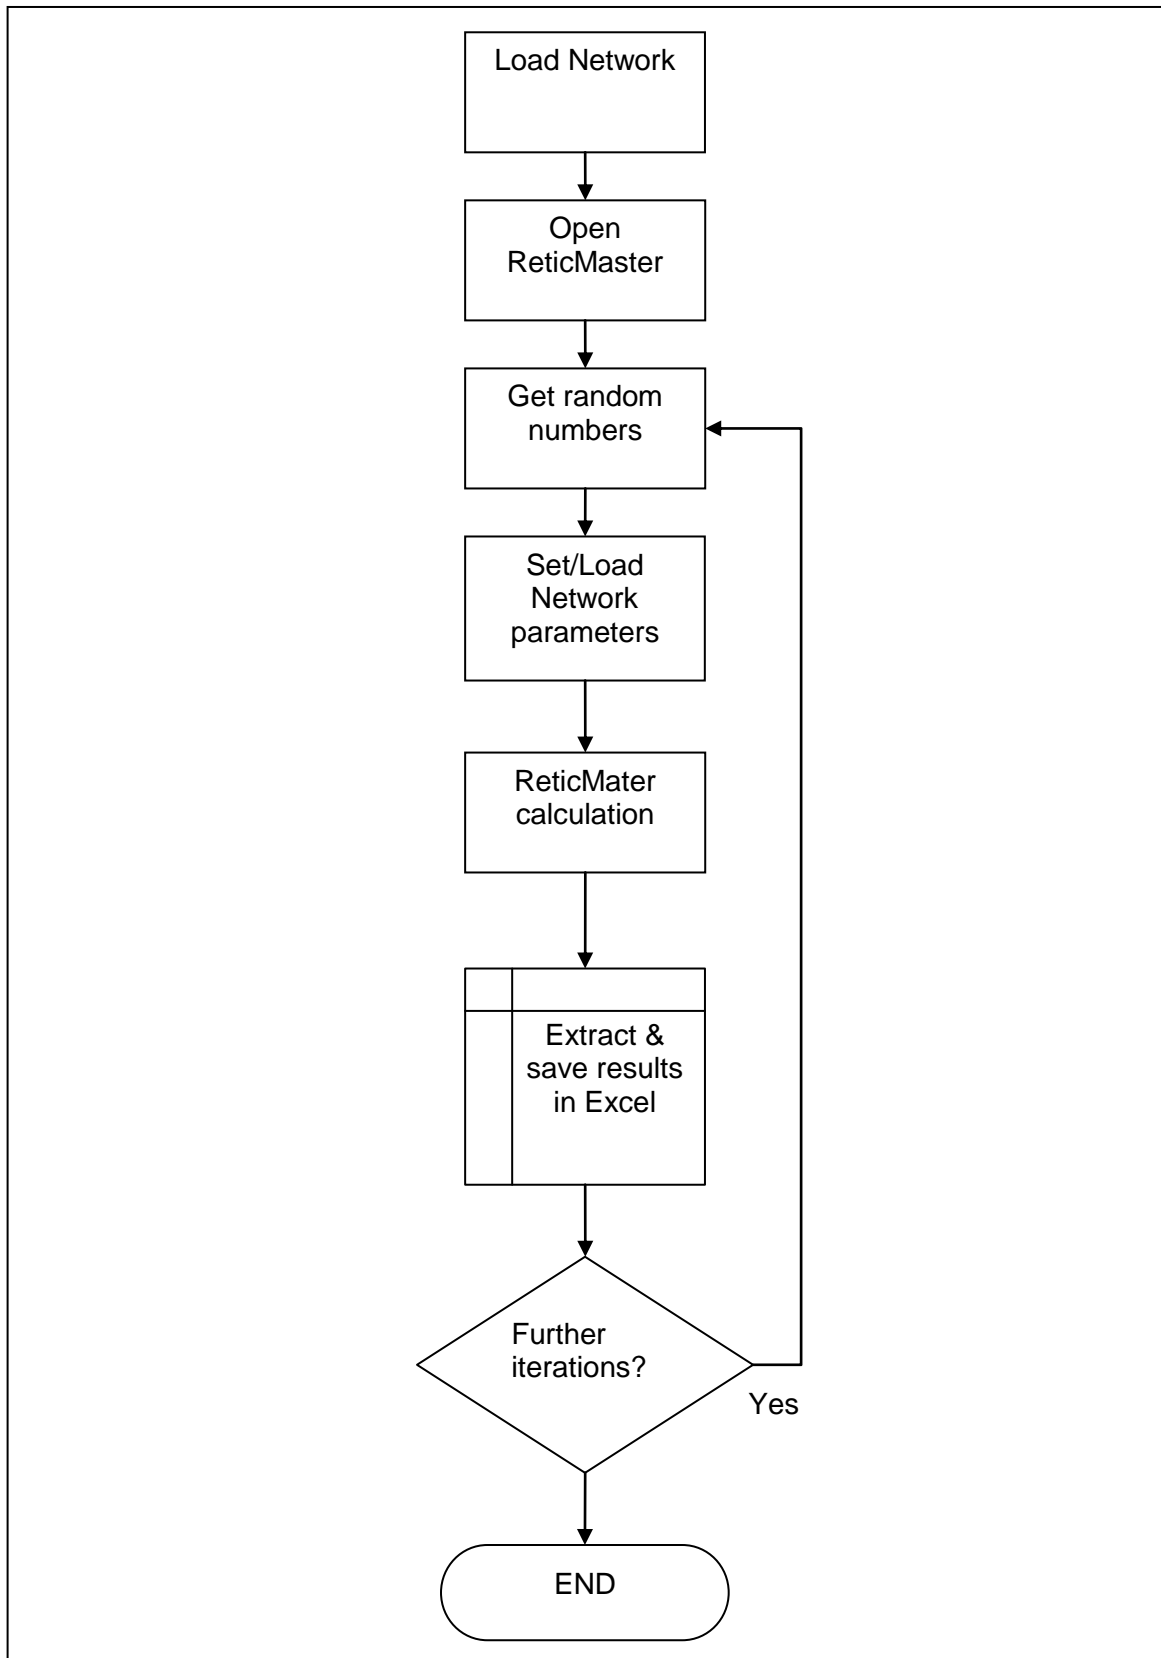 Load Network
Open
ReticMaster
Get random
numbers
Set/Load
Network
parameters
ReticMater
calculation
Extract &
save results
in Excel
Further
iterations?
Yes
END